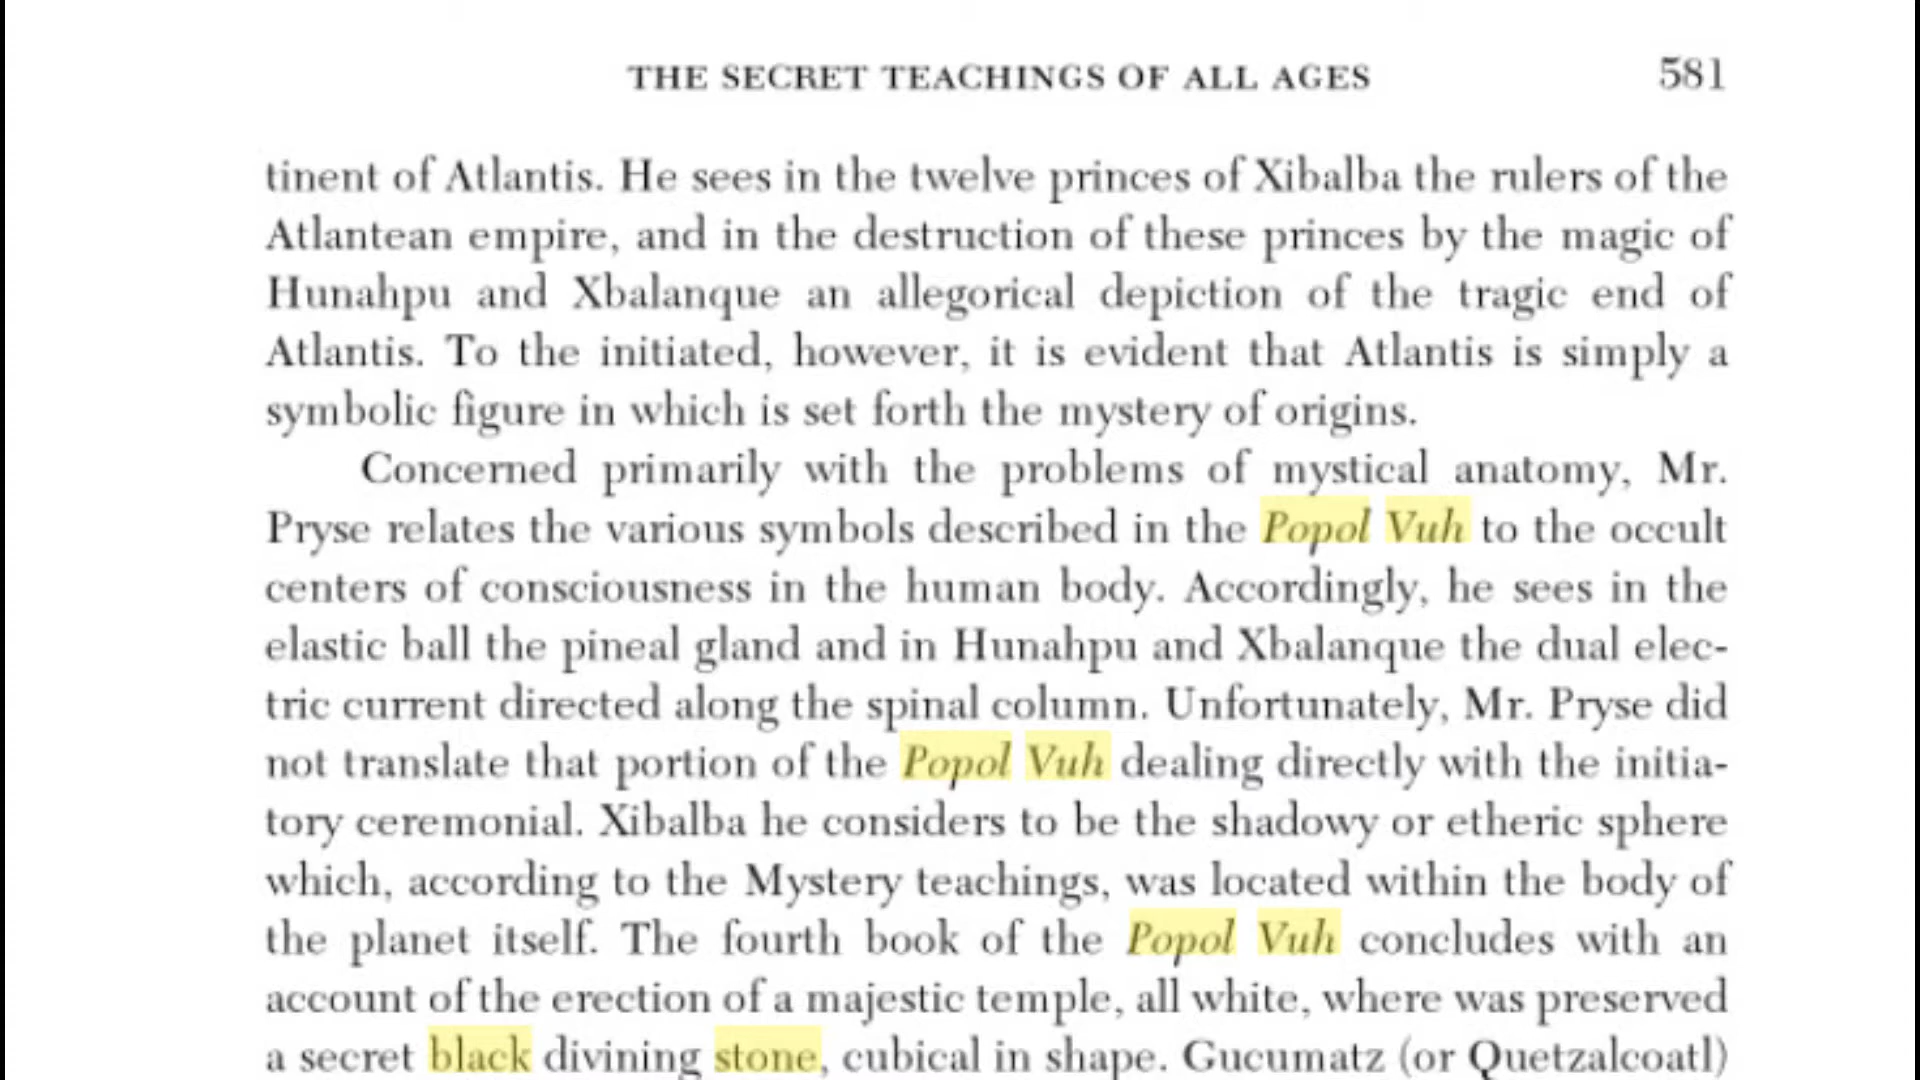 THE SECRET TEACHINGS OF ALL AGES 581
tinent of Atlantis. He sees in the twelve princes of Xibalba the rulers of the
Atlantean empire, and in the destruction of these princes by the magic of
Hunahpu and Xbalanque an allegorical depiction of the tragic end of
Atlantis. To the initiated, however, it is evident that Atlantis is simply a
symbolic figure in which is set forth the mystery of origins.
Concerned primarily with the problems of mystical anatomy, Mr.
Pryse relates the various symbols described in the Popol Vuh to the occult
centers of consciousness in the human body. Accordingly, he sees in the
elastic ball the pineal gland and in Hunahpu and Xbalanque the dual elec-
tric current directed along the spinal column. Unfortunately, Mr. Pryse did
not translate that portion of the Popol Vuh dealing directly with the initia-
tory ceremonial. Xibalba he considers to be the shadowy or etheric sphere
which, according to the Mystery teachings, was located within the body of
the planet itself. The fourth book of the Popol Vuh concludes with an
account of the erection of a majestic temple, all white, where was preserved
a secret black divining stone, cubical in shape. Gucumatz (or Quetzalcoatl)